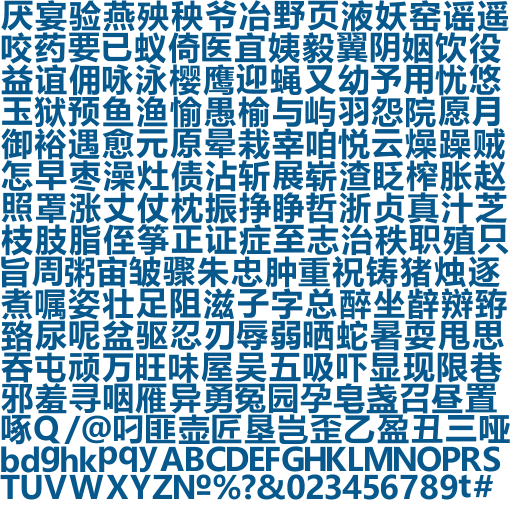 厌宴验燕殃秧爷冶野页液妖窑谣遥
咬药要已蚁倚医宜姨毅翼阴姻饮役
益谊佣咏泳樱鹰迎蝇又幼予用忧悠
玉狱预鱼渔愉愚榆与屿羽怨院愿月
御裕遇愈元原晕栽宰咱悦云燥躁贼
怎早枣澡灶债沾斩展崭渣眨榨胀赵
照罩涨丈仗枕振挣睁哲浙贞真汁芝
枝肢脂侄筝正证症至志治秩职殖只
旨周粥宙皱骤朱忠肿重祝铸猪烛逐
煮嘱姿壮足阻滋子字总醉坐辪辬
臵尿呢盆驱忍刃辱弱晒蛇暑耍甩思
吞屯顽万旺味屋吴五吸吓显现限巷
邪羞寻咽雁异勇兔园孕皂盏召昼置
啄Q/@叼匪壶匠垦岂歪乙盈丑三哑
bdghkpqyABCDEFGHKLMNOPRS
TUVWXYZNº%?&023456789t#